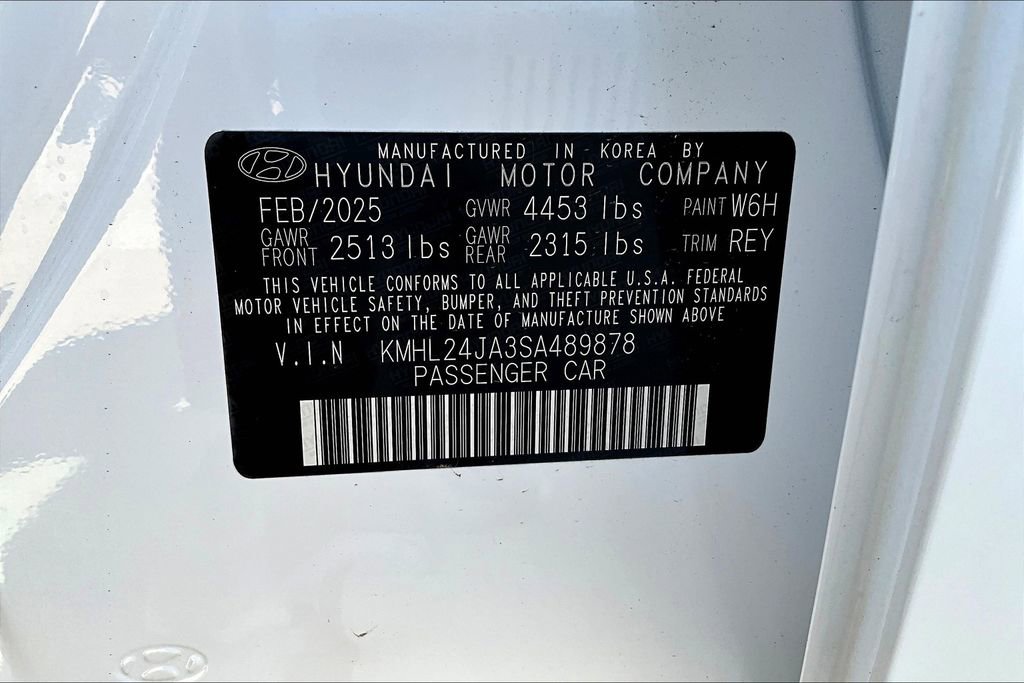 MANUFACTURED IN KOREA BY
HYUNDAI MOTOR COMPANY
FEB/2025 GVWR 4453 lbs PAINT W6H
GAWR FRONT 2513 lbs GAWR REAR 2315 lbs TRIM REY
THIS VEHICLE CONFORMS TO ALL APPLICABLE U.S.A. FEDERAL
MOTOR VEHICLE SAFETY, BUMPER, AND THEFT PREVENTION STANDARDS
IN EFFECT ON THE DATE OF MANUFACTURE SHOWN ABOVE
V.I.N KMHL24JA3SA489878
PASSENGER CAR